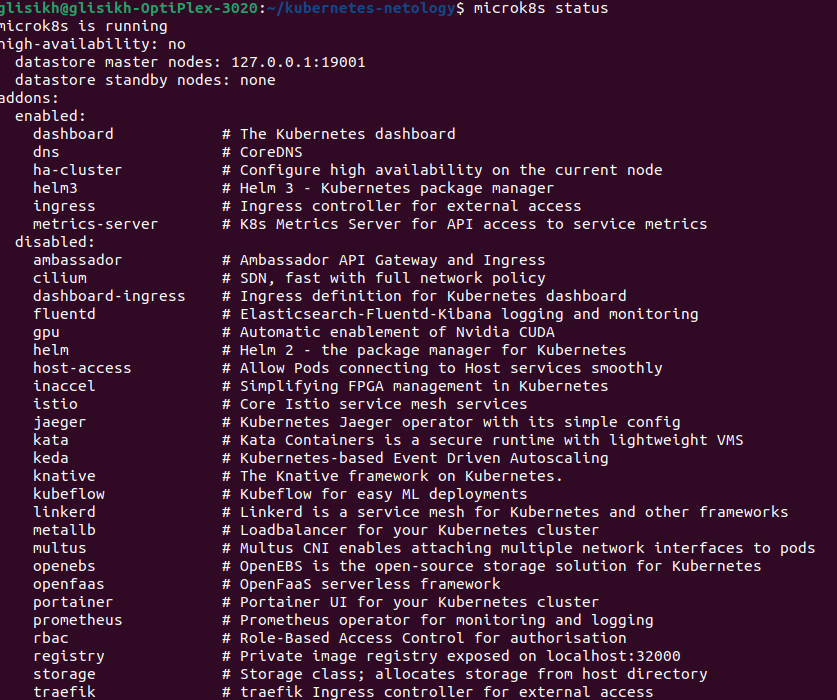 glisikh@glisikh-OptiPlex-3020:~/kubernetes-netology$ microk8s status
microk8s is running
high-availability: no
  datastore master nodes: 127.0.0.1:19001
  datastore standby nodes: none
addons:
  enabled:
    dashboard            # The Kubernetes dashboard
    dns                  # CoreDNS
    ha-cluster           # Configure high availability on the current node
    helm3                # Helm 3 - Kubernetes package manager
    ingress              # Ingress controller for external access
    metrics-server       # K8s Metrics Server for API access to service metrics
  disabled:
    ambassador           # Ambassador API Gateway and Ingress
    cilium               # SDN, fast with full network policy
    dashboard-ingress    # Ingress definition for Kubernetes dashboard
    fluentd              # Elasticsearch-Fluentd-Kibana logging and monitoring
    gpu                  # Automatic enablement of Nvidia CUDA
    helm                 # Helm 2 - the package manager for Kubernetes
    host-access          # Allow Pods connecting to Host services smoothly
    inaccel              # Simplifying FPGA management in Kubernetes
    istio                # Core Istio service mesh services
    jaeger               # Kubernetes Jaeger operator with its simple config
    kata                 # Kata Containers is a secure runtime with lightweight VMS
    keda                 # Kubernetes-based Event Driven Autoscaling
    knative              # The Knative framework on Kubernetes.
    kubeflow             # Kubeflow for easy ML deployments
    linkerd              # Linkerd is a service mesh for Kubernetes and other frameworks
    metallb              # Loadbalancer for your Kubernetes cluster
    multus               # Multus CNI enables attaching multiple network interfaces to pods
    openebs              # OpenEBS is the open-source storage solution for Kubernetes
    openfaas             # OpenFaaS serverless framework
    portainer            # Portainer UI for your Kubernetes cluster
    prometheus           # Prometheus operator for monitoring and logging
    rbac                 # Role-Based Access Control for authorisation
    registry             # Private image registry exposed on localhost:32000
    storage              # Storage class; allocates storage from host directory
    traefik              # traefik Ingress controller for external access